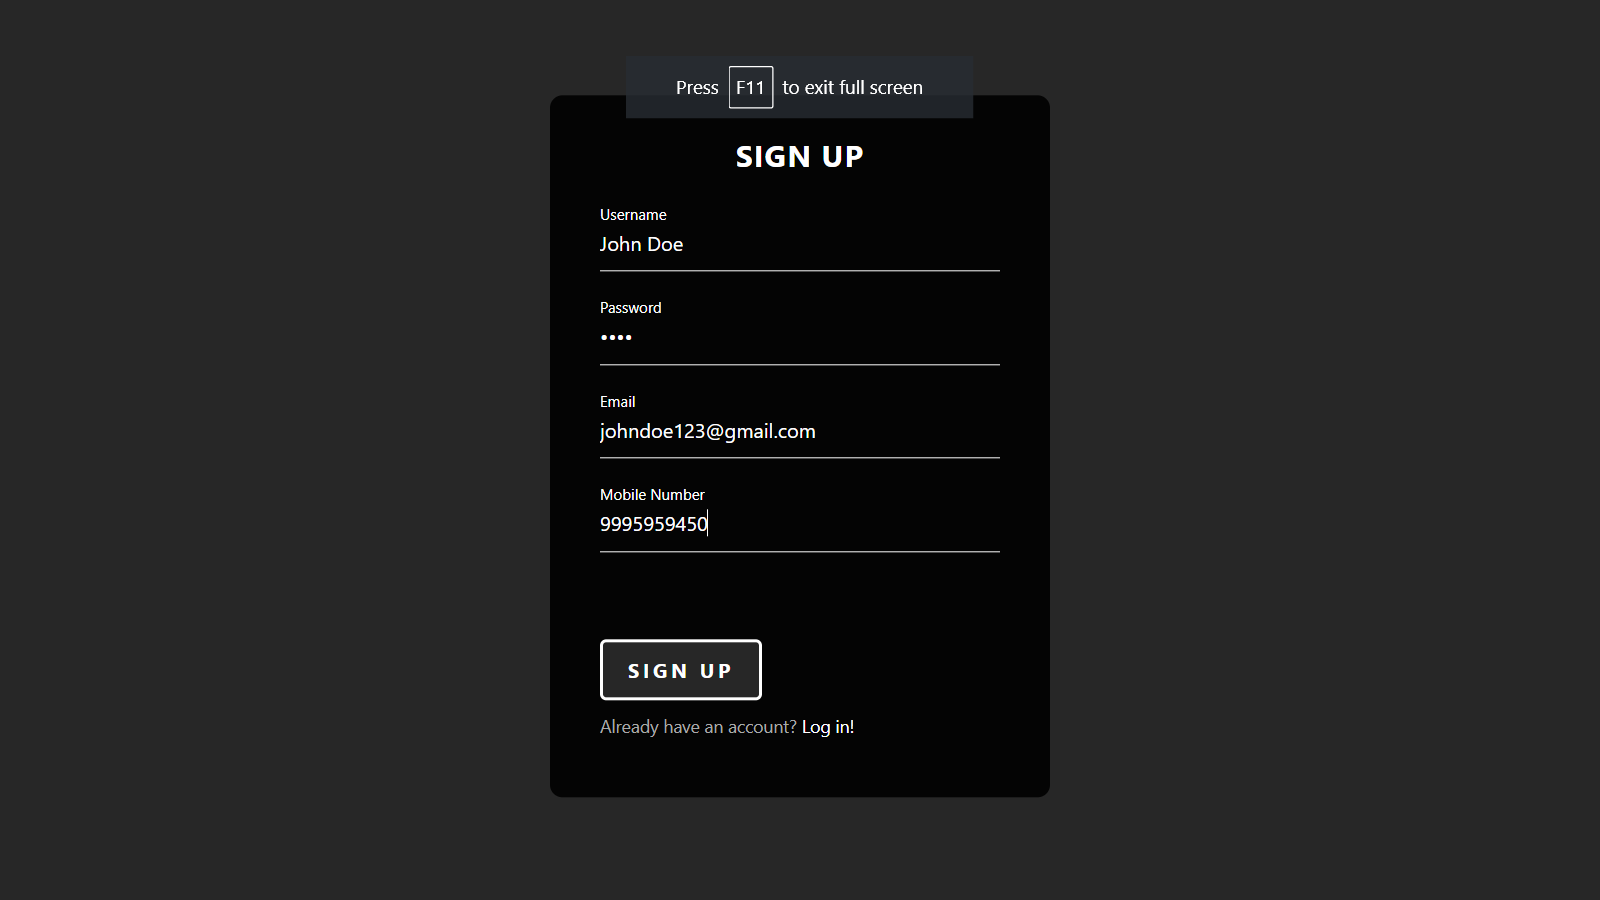 Press F11 to exit full screen
SIGN UP
Username
John Doe
Password
••••
Email
johndoe123@gmail.com
Mobile Number
9995959450
SIGN UP
Already have an account? Log in!